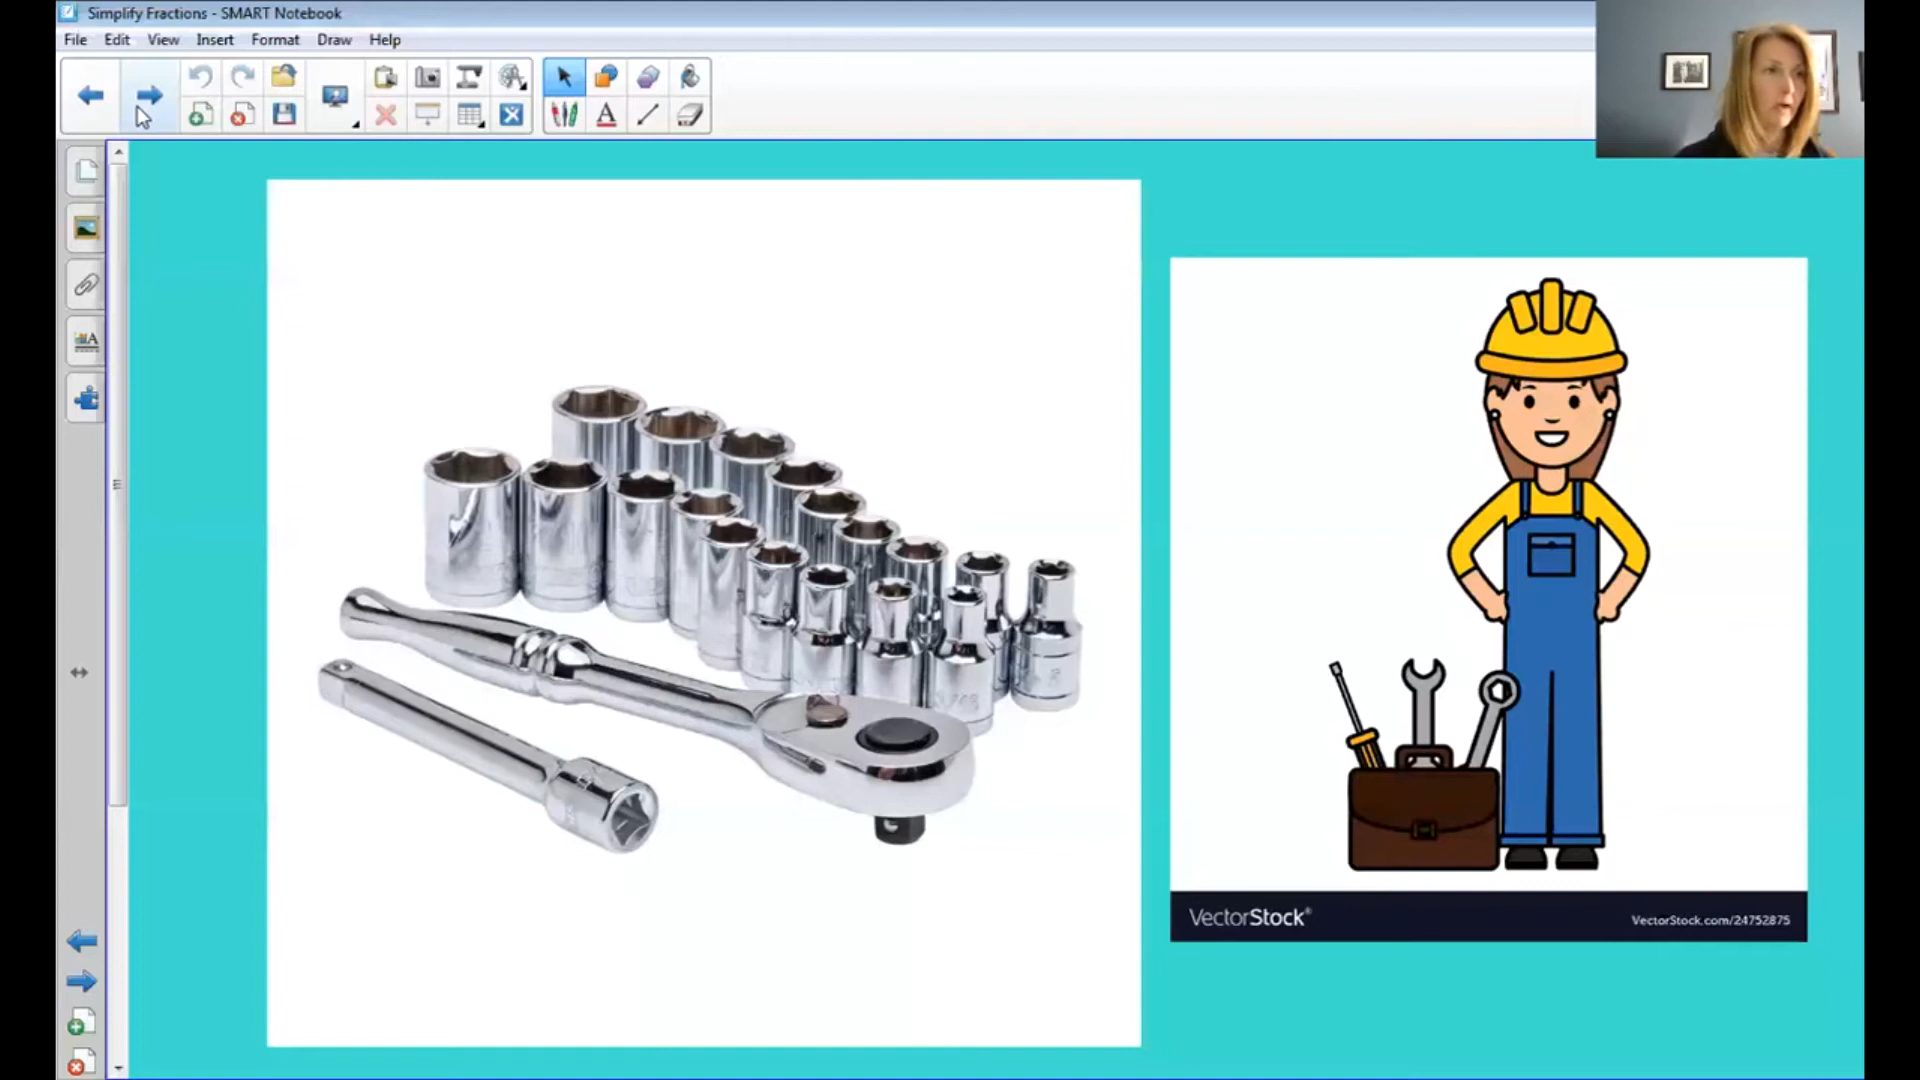 Simplify Fractions - SMART Notebook
File Edit View Insert Format Draw Help
VectorStock®
VectorStock.com/24752875